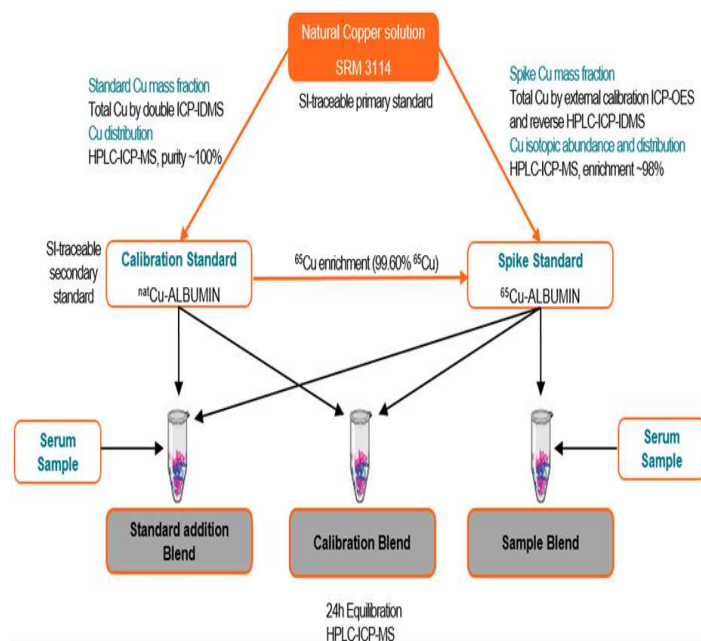 Natural Copper solution
SRM 3114
SI-traceable primary standard
Standard Cu mass fraction
Total Cu by double ICP-IDMS
Cu distribution
HPLC-ICP-MS, purity ~100%
Spike Cu mass fraction
Total Cu by external calibration ICP-OES
and reverse HPLC-ICP-IDMS
Cu isotopic abundance and distribution
HPLC-ICP-MS, enrichment ~98%
SI-traceable
secondary
standard
Calibration Standard
natCu-ALBUMIN
65Cu enrichment (99.60% 65Cu)
Spike Standard
65Cu-ALBUMIN
Serum
Sample
Serum
Sample
Standard addition
Blend
Calibration Blend
Sample Blend
24h Equilibration
HPLC-ICP-MS